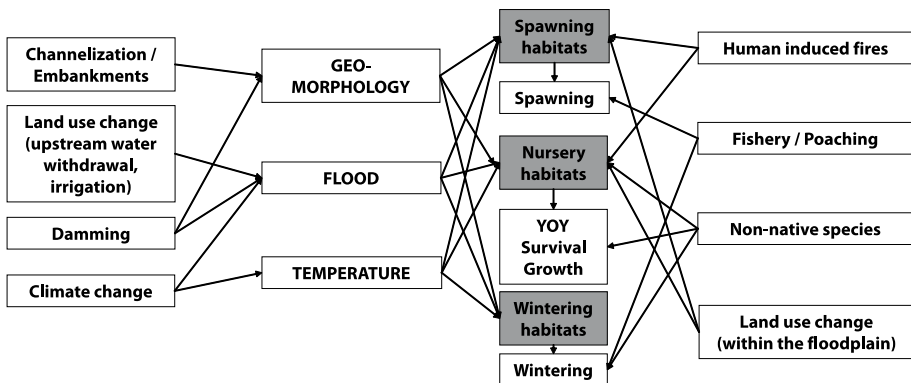 Channelization /
Embankments
Land use change
(upstream water
withdrawal,
irrigation)
Damming
Climate change
GEO-
MORPHOLOGY
FLOOD
TEMPERATURE
Spawning
habitats
Spawning
Nursery
habitats
YOY
Survival
Growth
Wintering
habitats
Wintering
Human induced fires
Fishery / Poaching
Non-native species
Land use change
(within the floodplain)